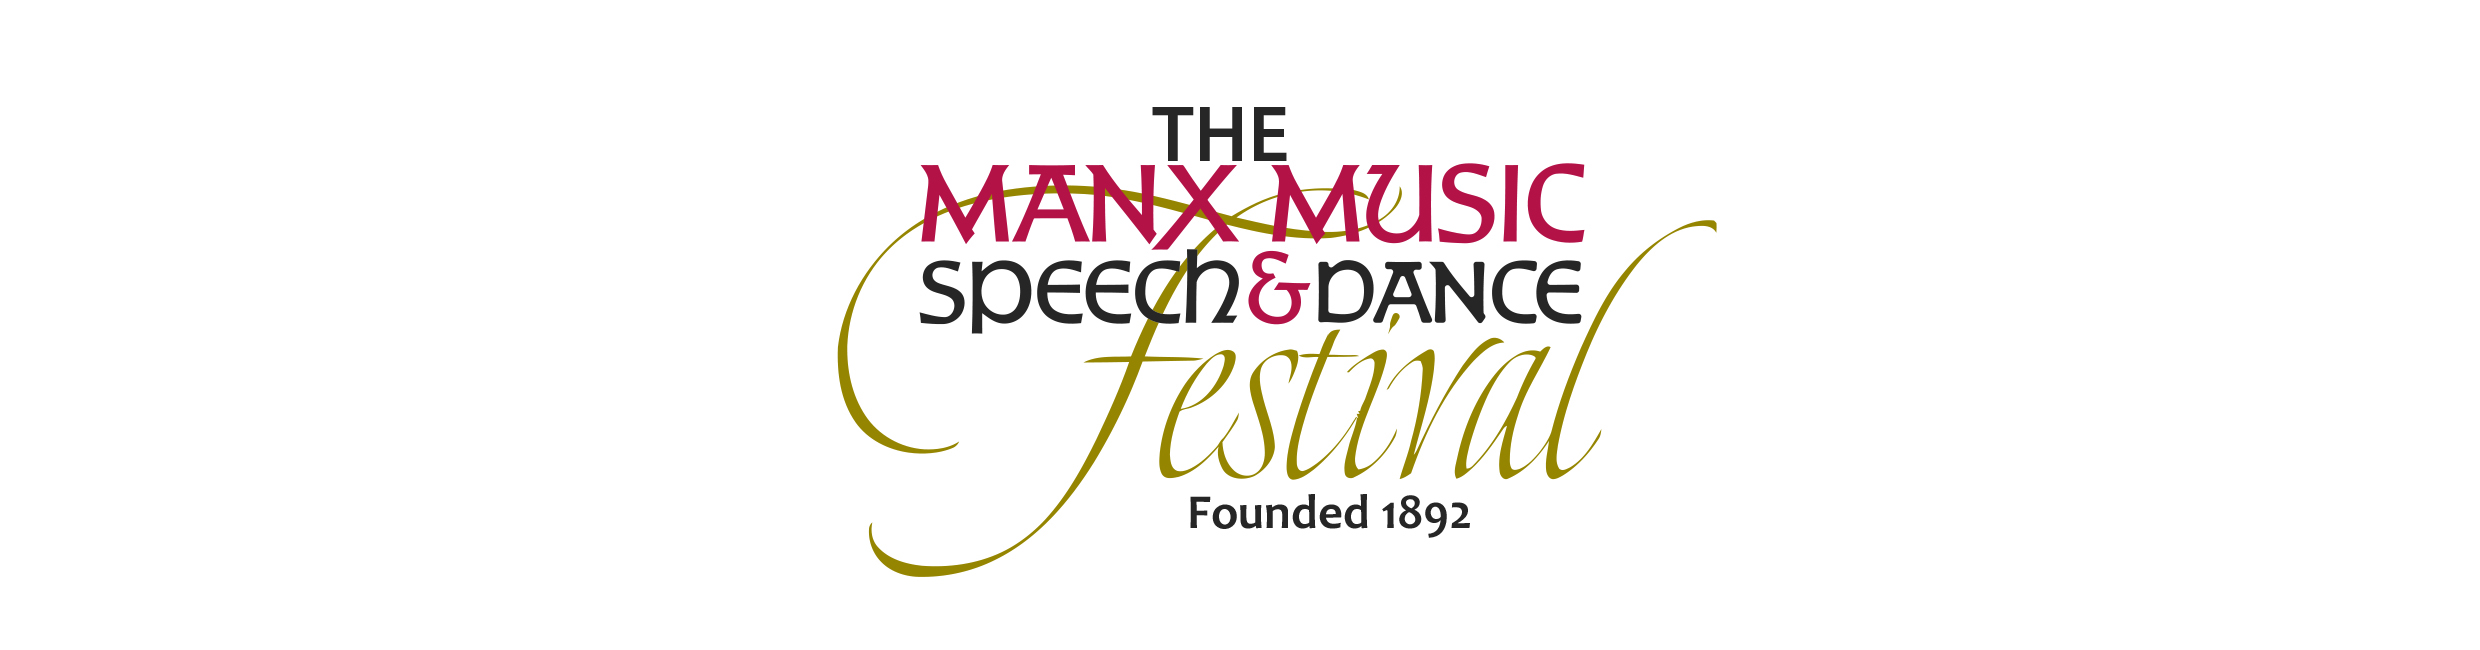 THE
MANX MUSIC
SPEECH & DANCE
Festival
Founded 1892